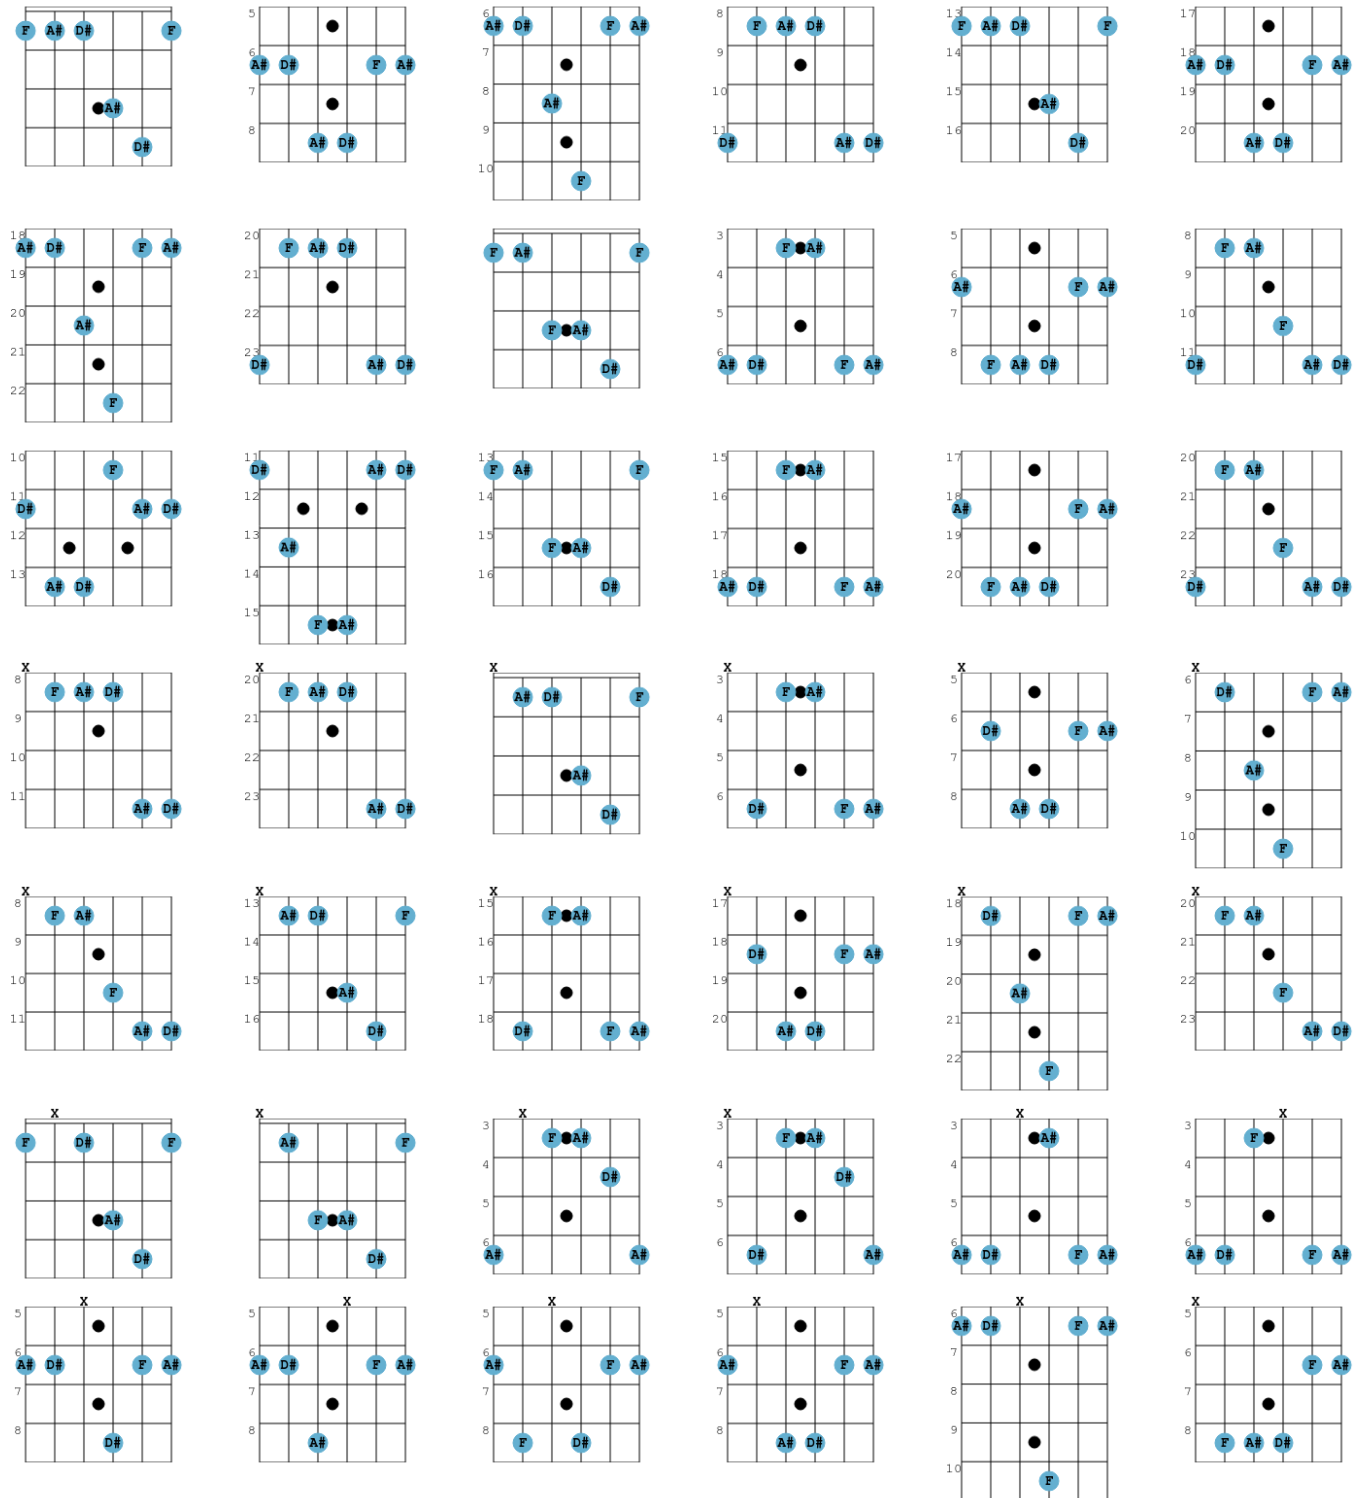 F A# D# F
A#
D#
5
6
A# D# F A#
7
8
A# D#
6
A# D# F A#
7
8
A#
9
10
F
8
F A# D#
9
10
11
D# A# D#
13
F A# D# F
14
15
A#
16
D#
17
18
A# D# F A#
19
20
A# D#
18
A# D# F A#
19
20
A#
21
22
F
20
F A# D#
21
22
23
D# A# D#
F A# F
F A#
D#
3
F A#
4
5
6
A# D# F A#
5
6
A# F A#
7
8
F A# D#
8
F A#
9
10
F
11
D# A# D#
10
F
11
D# A# D#
12
13
A# D#
11
D# A# D#
12
13
A#
14
15
F A#
13
F A# F
14
15
F A#
16
D#
15
F A#
16
17
18
A# D# F A#
17
18
A# F A#
19
20
F A# D#
20
F A#
21
22
F
23
D# A# D#
X
8
F A# D#
9
10
11
A# D#
X
20
F A# D#
21
22
23
A# D#
X
A# D# F
A#
D#
X
3
F A#
4
5
6
D# F A#
X
5
6
D# F A#
7
8
A# D#
X
6
D# F A#
7
8
A#
9
10
F
X
8
F A#
9
10
F
11
A# D#
X
13
A# D# F
14
15
A#
16
D#
X
15
F A#
16
17
18
D# F A#
X
17
18
D# F A#
19
20
A# D#
X
18
D# F A#
19
20
A#
21
22
F
X
20
F A#
21
22
F
23
A# D#
X
F D# F
A#
D#
X
A# F
F A#
D#
X
3
F A#
4
D#
5
6
A# A#
X
3
F A#
4
D#
5
6
D# A#
X
3
A#
4
5
6
A# D# F A#
X
3
F
4
5
6
A# D# F A#
X
5
6
A# D# F A#
7
8
D#
X
5
6
A# D# F A#
7
8
A#
X
5
6
A# F A#
7
8
F D#
X
5
6
A# F A#
7
8
A# D#
X
6
A# D# F A#
7
8
9
10
F
X
5
6
F A#
7
8
F A# D#